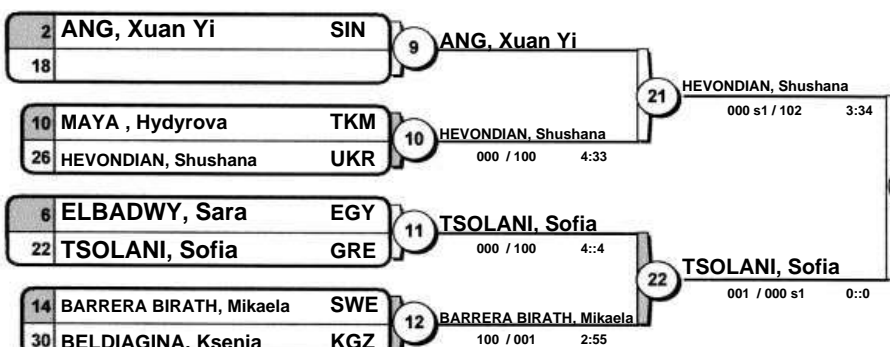 2 ANG, Xuan Yi SIN
18
9
ANG, Xuan Yi
10 MAYA , Hydyrova TKM
26 HEVONDIAN, Shushana UKR
10
HEVONDIAN, Shushana
000 / 100 4:33
21
HEVONDIAN, Shushana
000 s1 / 102 3:34
6 ELBADWY, Sara EGY
22 TSOLANI, Sofia GRE
11
TSOLANI, Sofia
000 / 100 4::4
14 BARRERA BIRATH, Mikaela SWE
30 BELDIAGINA, Ksenia KGZ
12
BARRERA BIRATH, Mikaela
100 / 001 2:55
22
TSOLANI, Sofia
001 / 000 s1 0::0